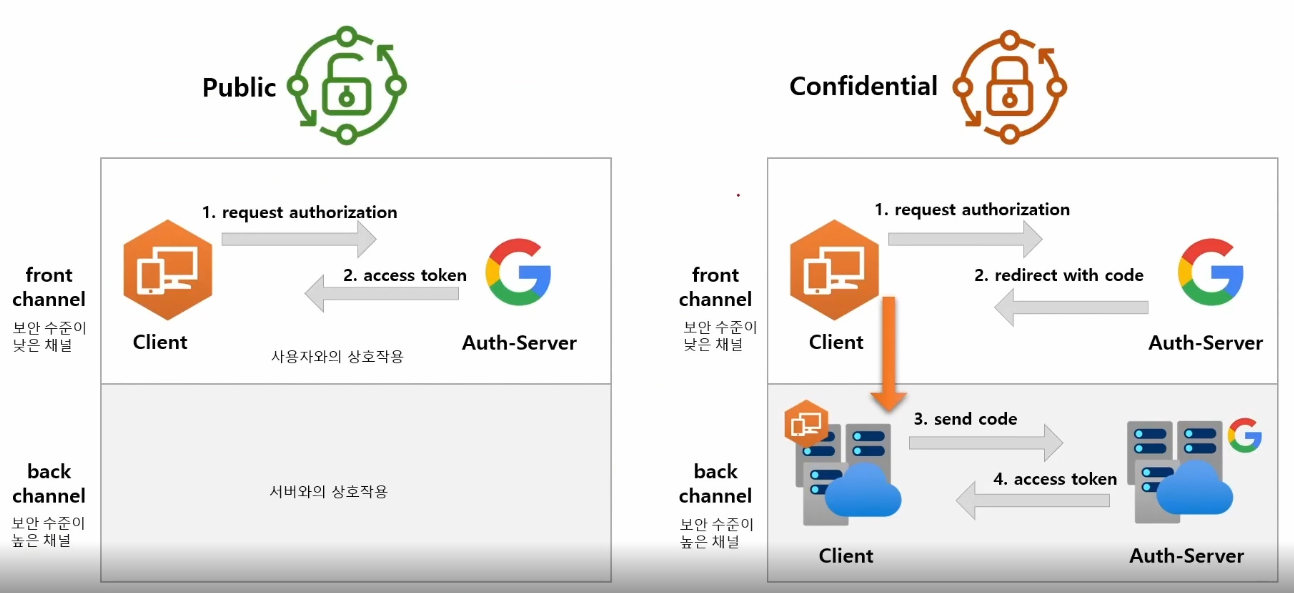 Public
1. request authorization
2. access token
front
channel
보안 수준이
낮은 채널
Client
Auth-Server
사용자와의 상호작용
back
channel
보안 수준이
높은 채널
서버와의 상호작용
Confidential
1. request authorization
2. redirect with code
front
channel
보안 수준이
낮은 채널
Client
Auth-Server
3. send code
4. access token
back
channel
보안 수준이
높은 채널
Client
Auth-Server